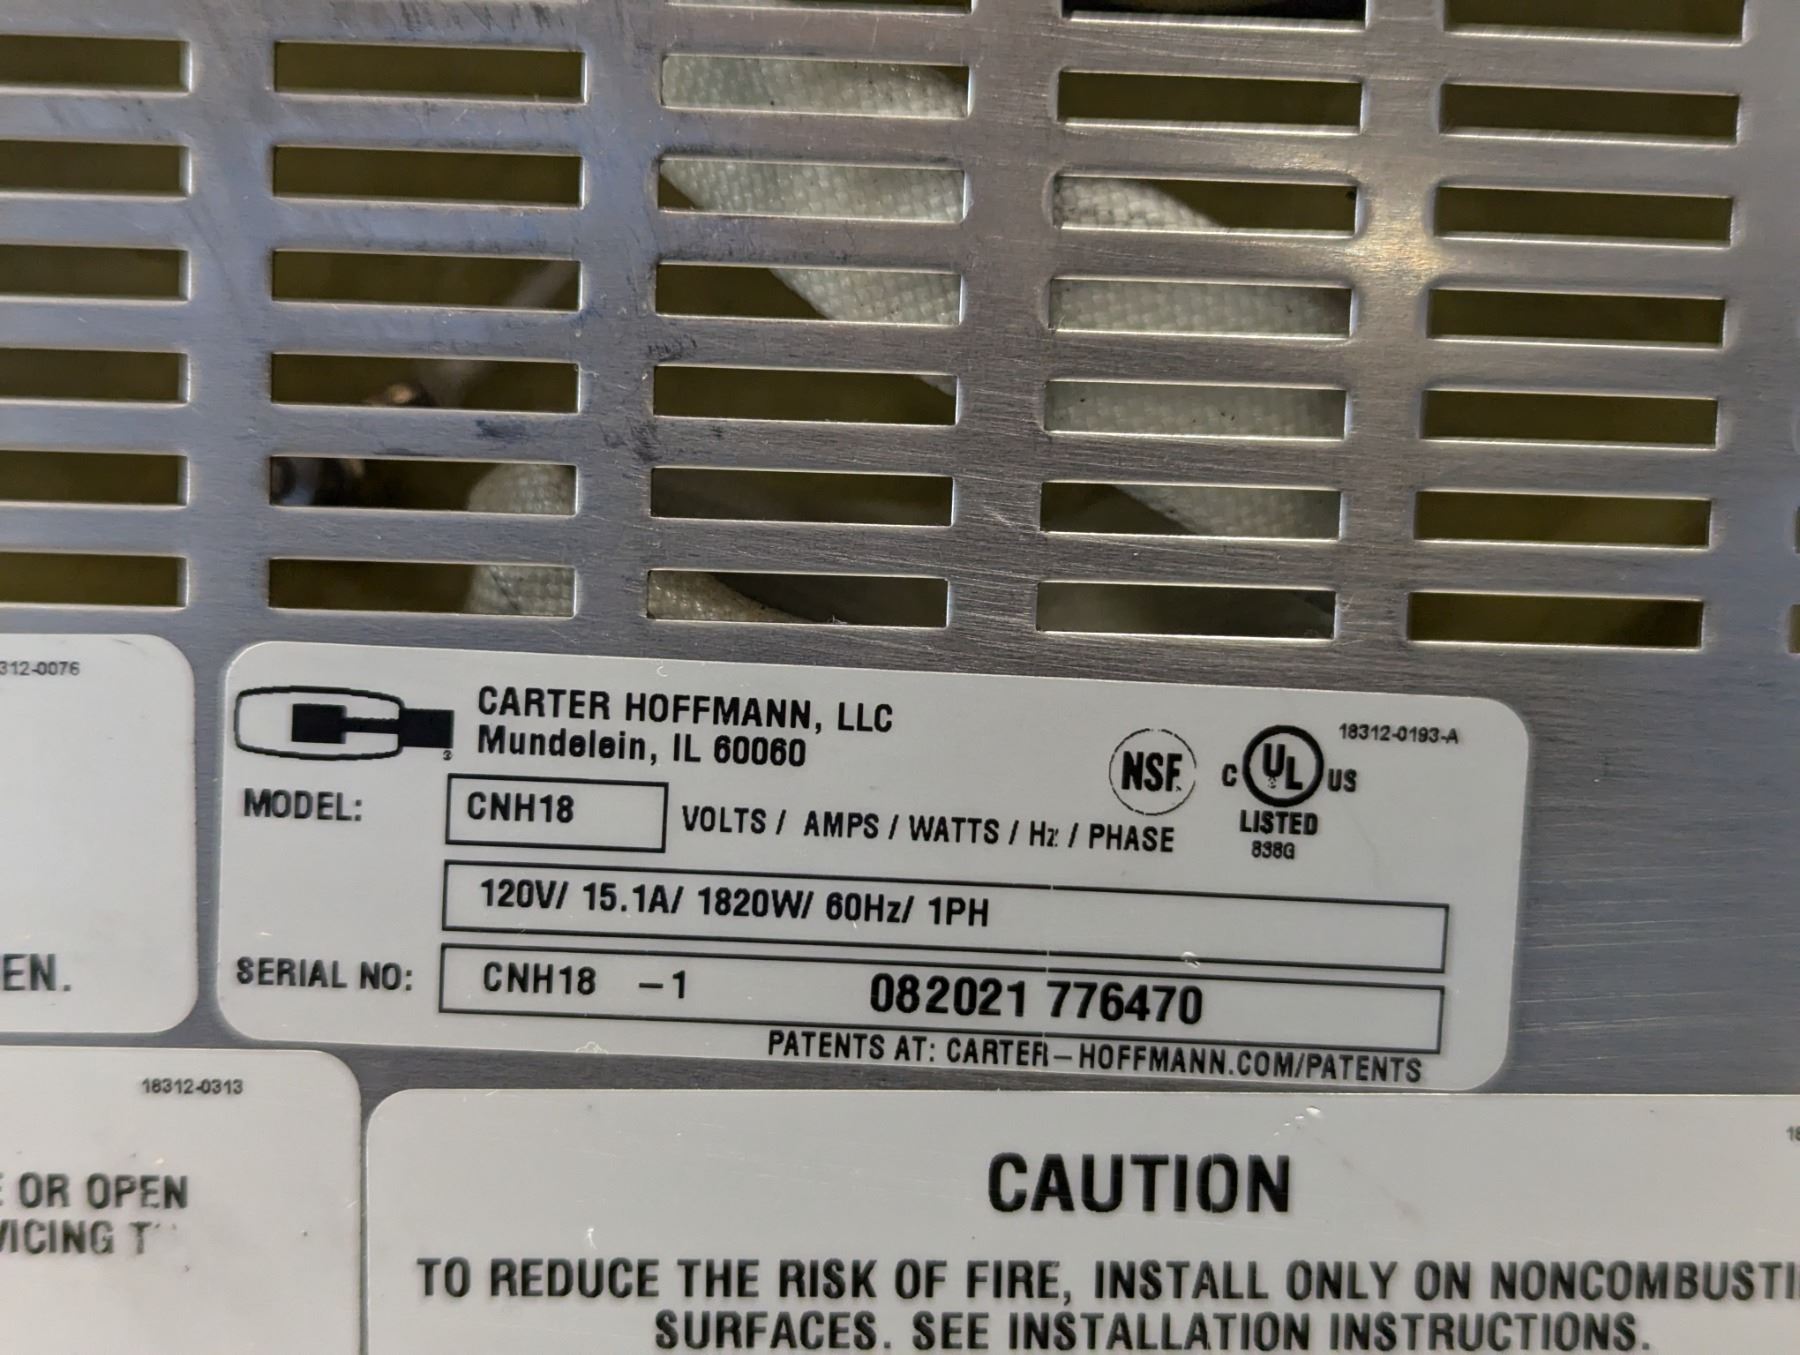 312-0076
EN.
CARTER HOFFMANN, LLC
Mundelein, IL 60060
NSF
C UL US
LISTED
838G
18312-0193-A
MODEL: CNH18 VOLTS / AMPS / WATTS / Hz / PHASE
120V/ 15.1A/ 1820W/ 60Hz/ 1PH
SERIAL NO: CNH18 -1 082021 776470
PATENTS AT: CARTER-HOFFMANN.COM/PATENTS
18312-0313
OR OPEN
VICING
CAUTION
TO REDUCE THE RISK OF FIRE, INSTALL ONLY ON NONCOMBUSTI
SURFACES. SEE INSTALLATION INSTRUCTIONS.